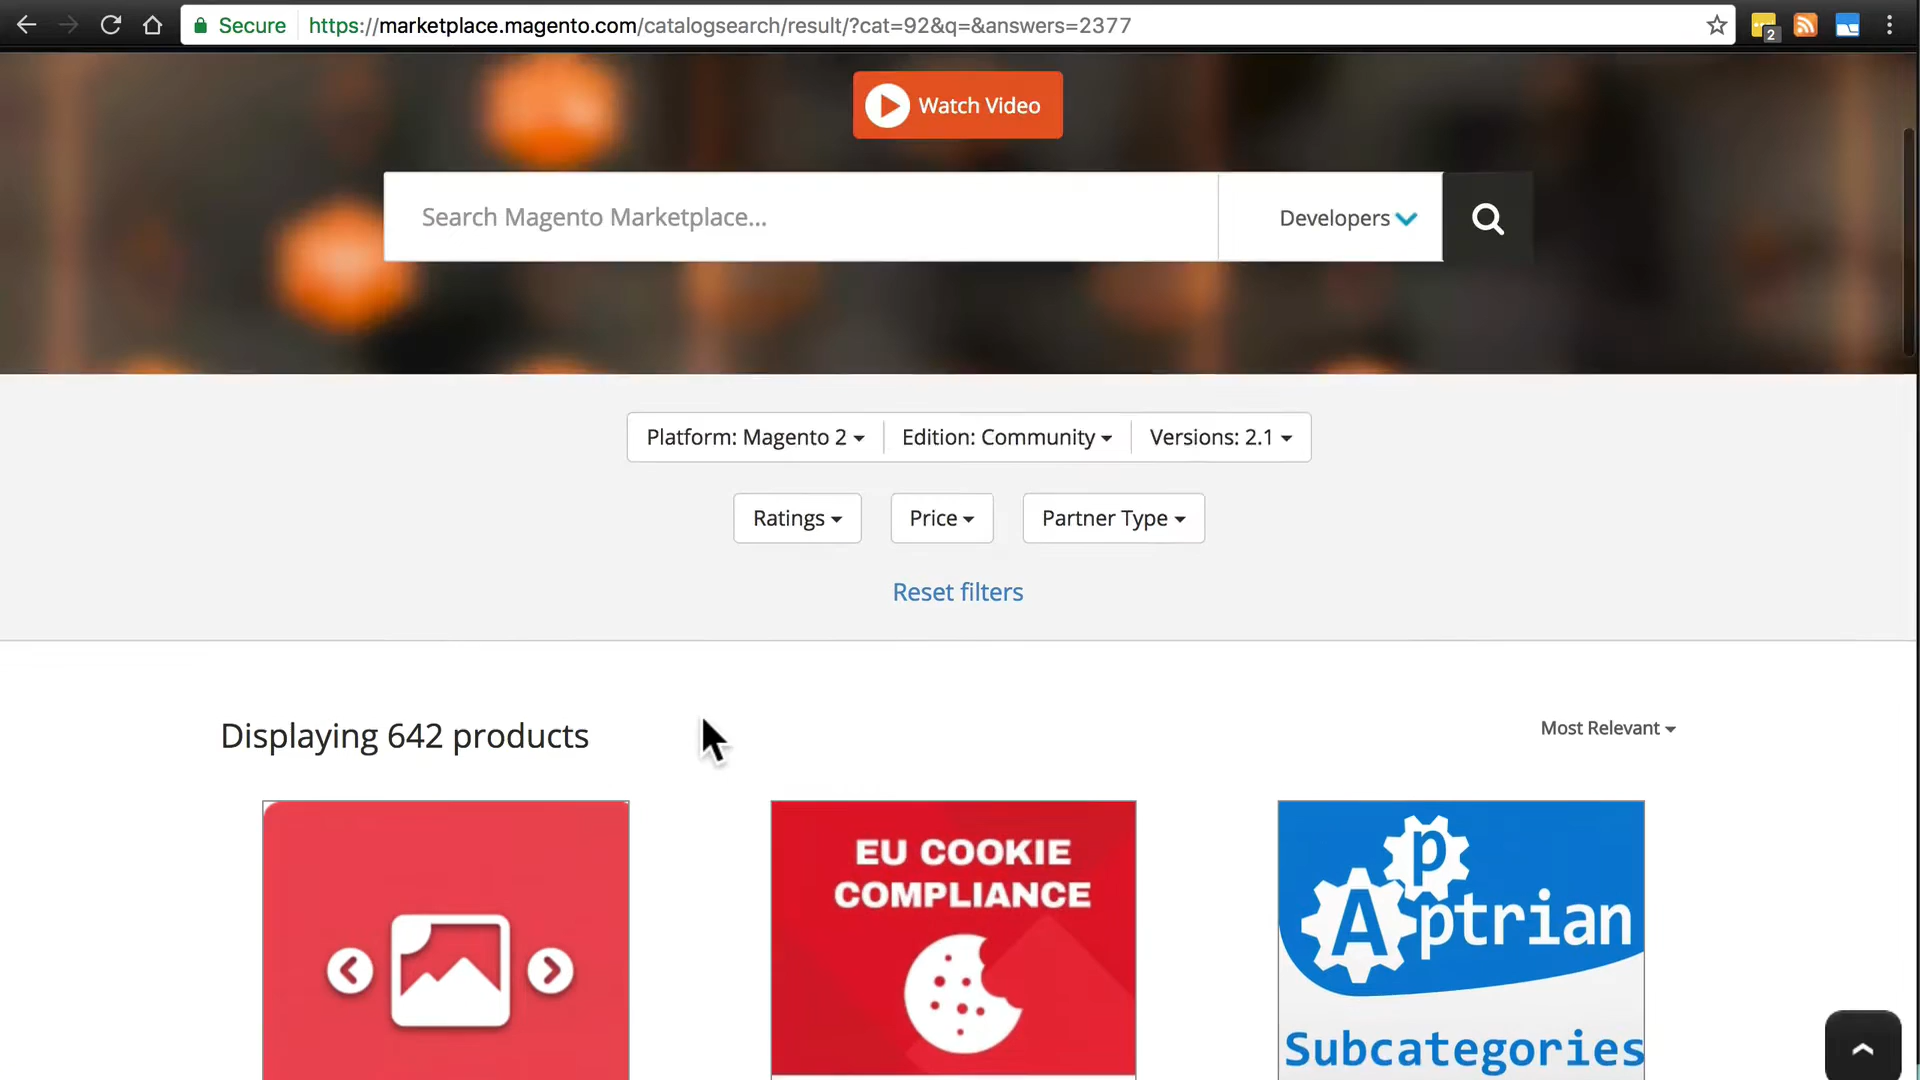 Secure
https://marketplace.magento.com/catalogsearch/result/?cat=92&q=&answers=2377
2
Watch Video
Search Magento Marketplace...
Developers
Platform: Magento 2
Edition: Community
Versions: 2.1
Ratings
Price
Partner Type
Reset filters
Displaying 642 products
Most Relevant
EU COOKIE
COMPLIANCE
p
Apptrian
Subcategories